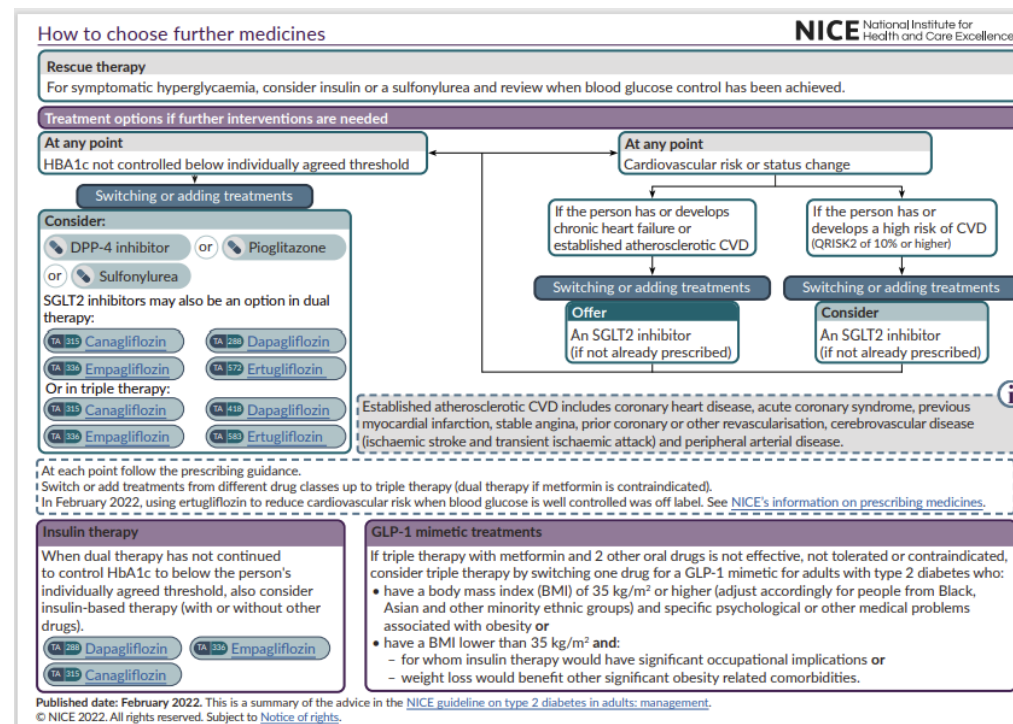 How to choose further medicines
NICE National Institute for
Health and Care Excellence
Rescue therapy
For symptomatic hyperglycaemia, consider insulin or a sulfonylurea and review when blood glucose control has been achieved.
Treatment options if further interventions are needed
At any point
HBA1c not controlled below individually agreed threshold
Switching or adding treatments
Consider:
DPP-4 inhibitor or Pioglitazone
or Sulfonylurea
SGLT2 inhibitors may also be an option in dual
therapy:
TA 315 Canagliflozin TA 288 Dapagliflozin
TA 336 Empagliflozin TA 572 Ertugliflozin
Or in triple therapy:
TA 315 Canagliflozin TA 418 Dapagliflozin
TA 336 Empagliflozin TA 583 Ertugliflozin
At any point
Cardiovascular risk or status change
If the person has or develops
chronic heart failure or
established atherosclerotic CVD
Switching or adding treatments
Offer
An SGLT2 inhibitor
(if not already prescribed)
If the person has or
develops a high risk of CVD
(QRISK2 of 10% or higher)
Switching or adding treatments
Consider
An SGLT2 inhibitor
(if not already prescribed)
i
Established atherosclerotic CVD includes coronary heart disease, acute coronary syndrome, previous
myocardial infarction, stable angina, prior coronary or other revascularisation, cerebrovascular disease
(ischaemic stroke and transient ischaemic attack) and peripheral arterial disease.
At each point follow the prescribing guidance.
Switch or add treatments from different drug classes up to triple therapy (dual therapy if metformin is contraindicated).
In February 2022, using ertugliflozin to reduce cardiovascular risk when blood glucose is well controlled was off label. See NICE's information on prescribing medicines.
Insulin therapy
When dual therapy has not continued
to control HbA1c to below the person's
individually agreed threshold, also consider
insulin-based therapy (with or without other
drugs).
TA 288 Dapagliflozin TA 336 Empagliflozin
TA 315 Canagliflozin
GLP-1 mimetic treatments
If triple therapy with metformin and 2 other oral drugs is not effective, not tolerated or contraindicated,
consider triple therapy by switching one drug for a GLP-1 mimetic for adults with type 2 diabetes who:
• have a body mass index (BMI) of 35 kg/m² or higher (adjust accordingly for people from Black,
Asian and other minority ethnic groups) and specific psychological or other medical problems
associated with obesity or
• have a BMI lower than 35 kg/m² and:
– for whom insulin therapy would have significant occupational implications or
– weight loss would benefit other significant obesity related comorbidities.
Published date: February 2022. This is a summary of the advice in the NICE guideline on type 2 diabetes in adults: management.
© NICE 2022. All rights reserved. Subject to Notice of rights.